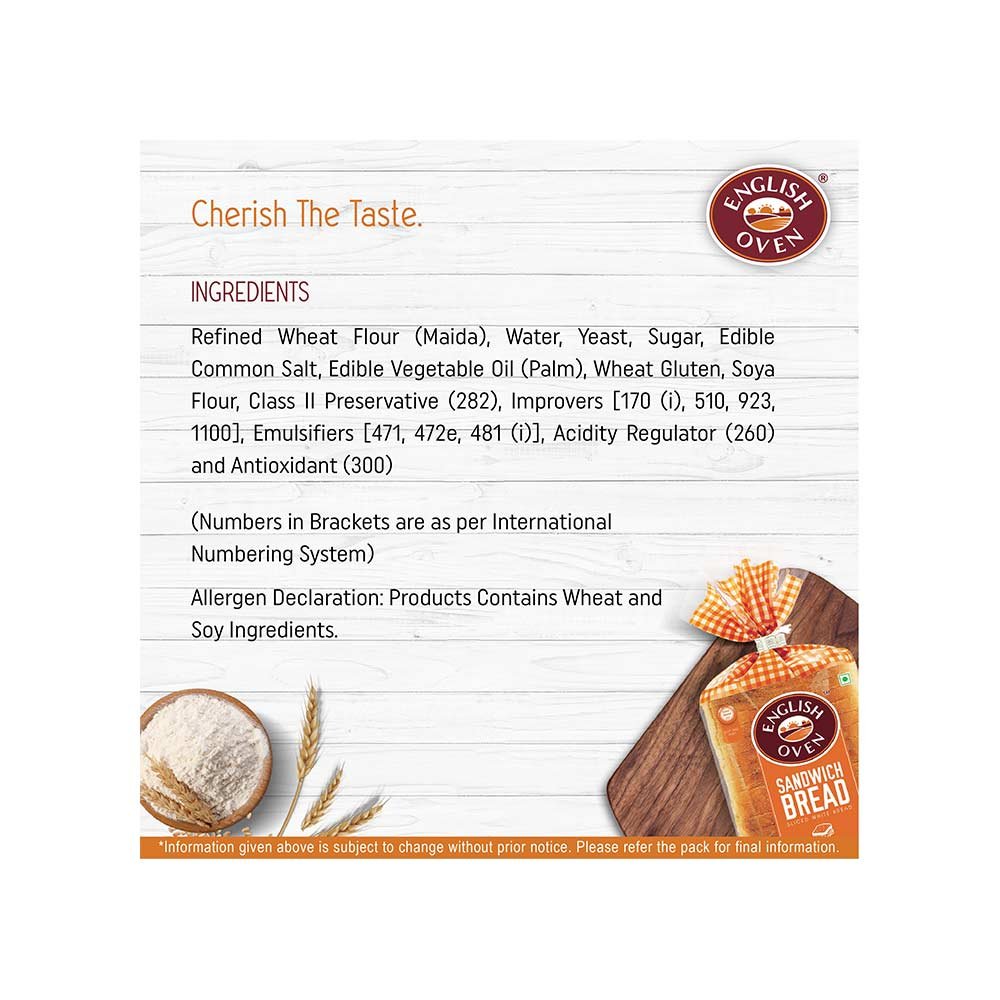 ENGLISH
OVEN
®
Cherish The Taste.
INGREDIENTS
Refined Wheat Flour (Maida), Water, Yeast, Sugar, Edible
Common Salt, Edible Vegetable Oil (Palm), Wheat Gluten, Soya
Flour, Class II Preservative (282), Improvers [170 (i), 510, 923,
1100], Emulsifiers [471, 472e, 481 (i)], Acidity Regulator (260)
and Antioxidant (300)
(Numbers in Brackets are as per International
Numbering System)
Allergen Declaration: Products Contains Wheat and
Soy Ingredients.
ENGLISH
OVEN
SANDWICH
BREAD
SLICED WHITE BREAD
*Information given above is subject to change without prior notice. Please refer the pack for final information.